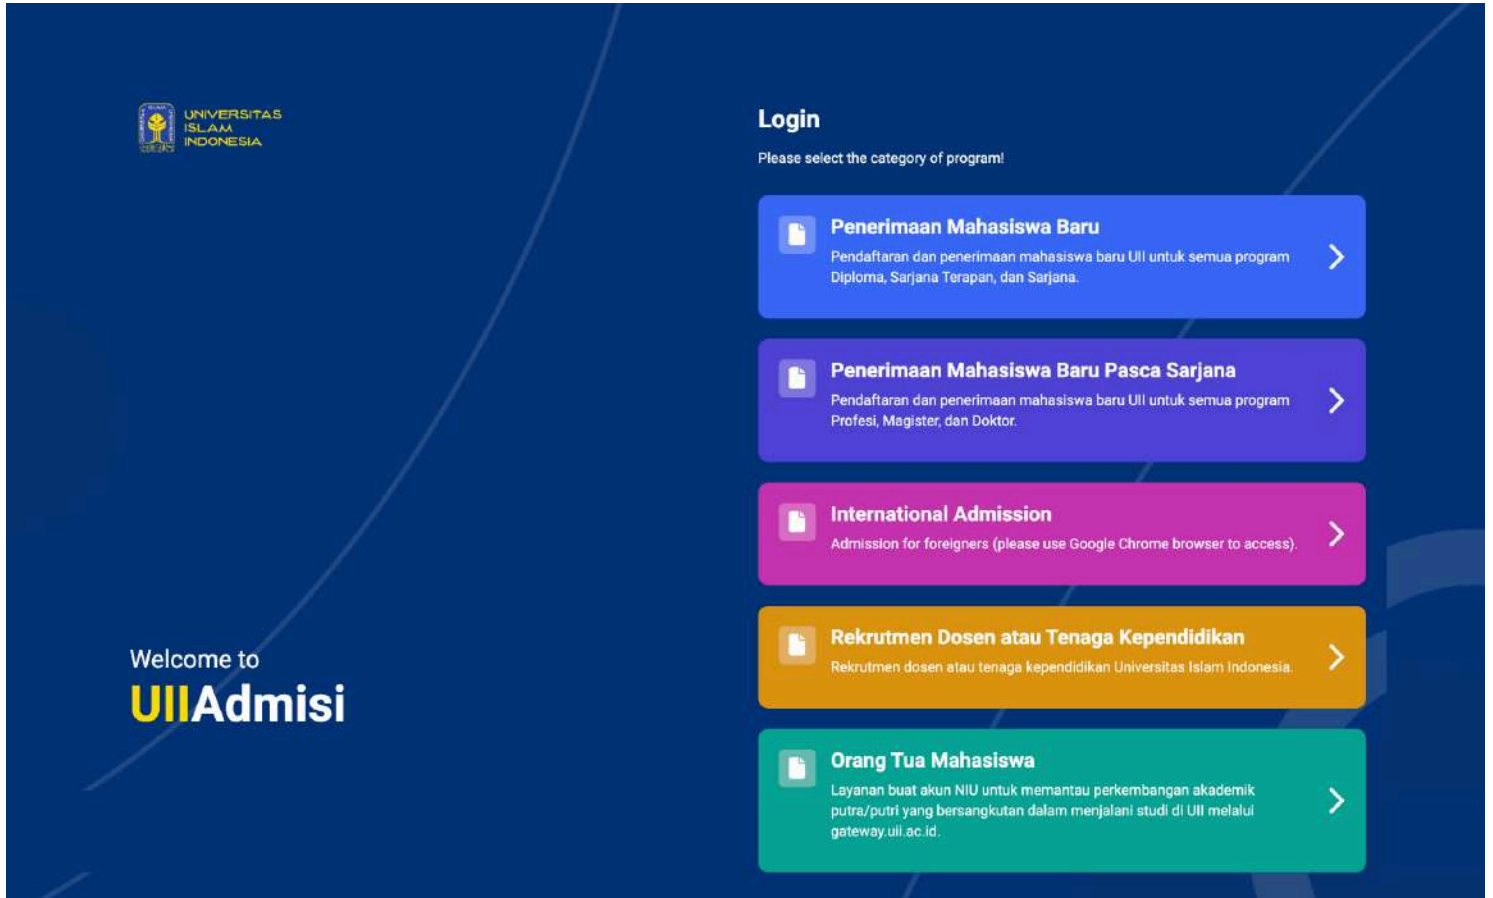 UNIVERSITAS
ISLAM
INDONESIA
Welcome to
UIIAdmisi
Login
Please select the category of program!
Penerimaan Mahasiswa Baru
Pendaftaran dan penerimaan mahasiswa baru UII untuk semua program
Diploma, Sarjana Terapan, dan Sarjana.
Penerimaan Mahasiswa Baru Pasca Sarjana
Pendaftaran dan penerimaan mahasiswa baru UII untuk semua program
Profesi, Magister, dan Doktor.
International Admission
Admission for foreigners (please use Google Chrome browser to access).
Rekrutmen Dosen atau Tenaga Kependidikan
Rekrutmen dosen atau tenaga kependidikan Universitas Islam Indonesia.
Orang Tua Mahasiswa
Layanan buat akun NIU untuk memantau perkembangan akademik
putra/putri yang bersangkutan dalam menjalani studi di UII melalui
gateway.uii.ac.id.